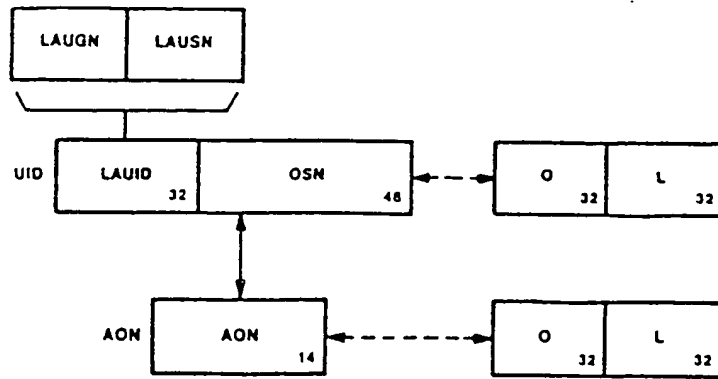 LAUGN LAUSN
UID LAUID 32 OSN 48 O 32 L 32
AON AON 14 O 32 L 32